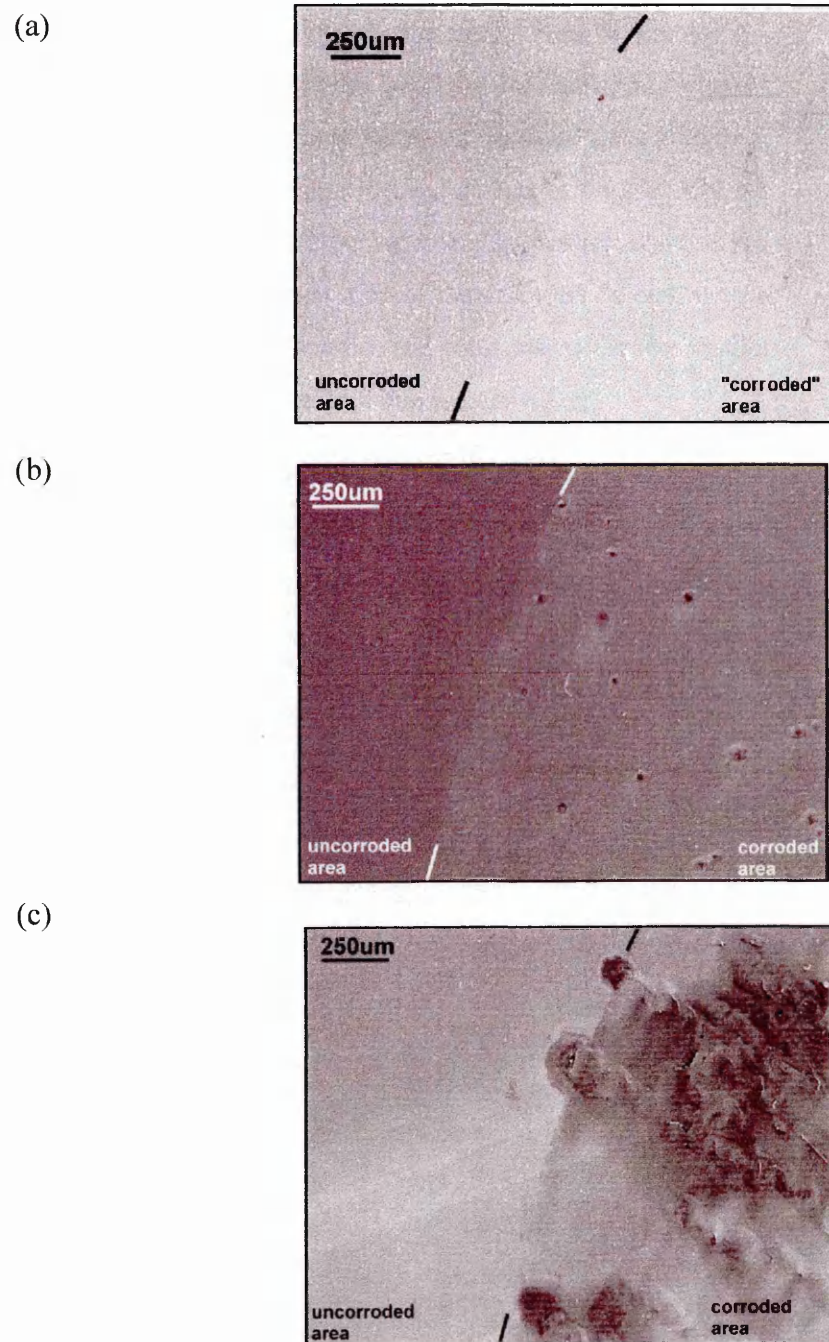 (a)
250um
uncorroded
area
"corroded"
area
(b)
250um
uncorroded
area
corroded
area
(c)
250um
uncorroded
area
corroded
area